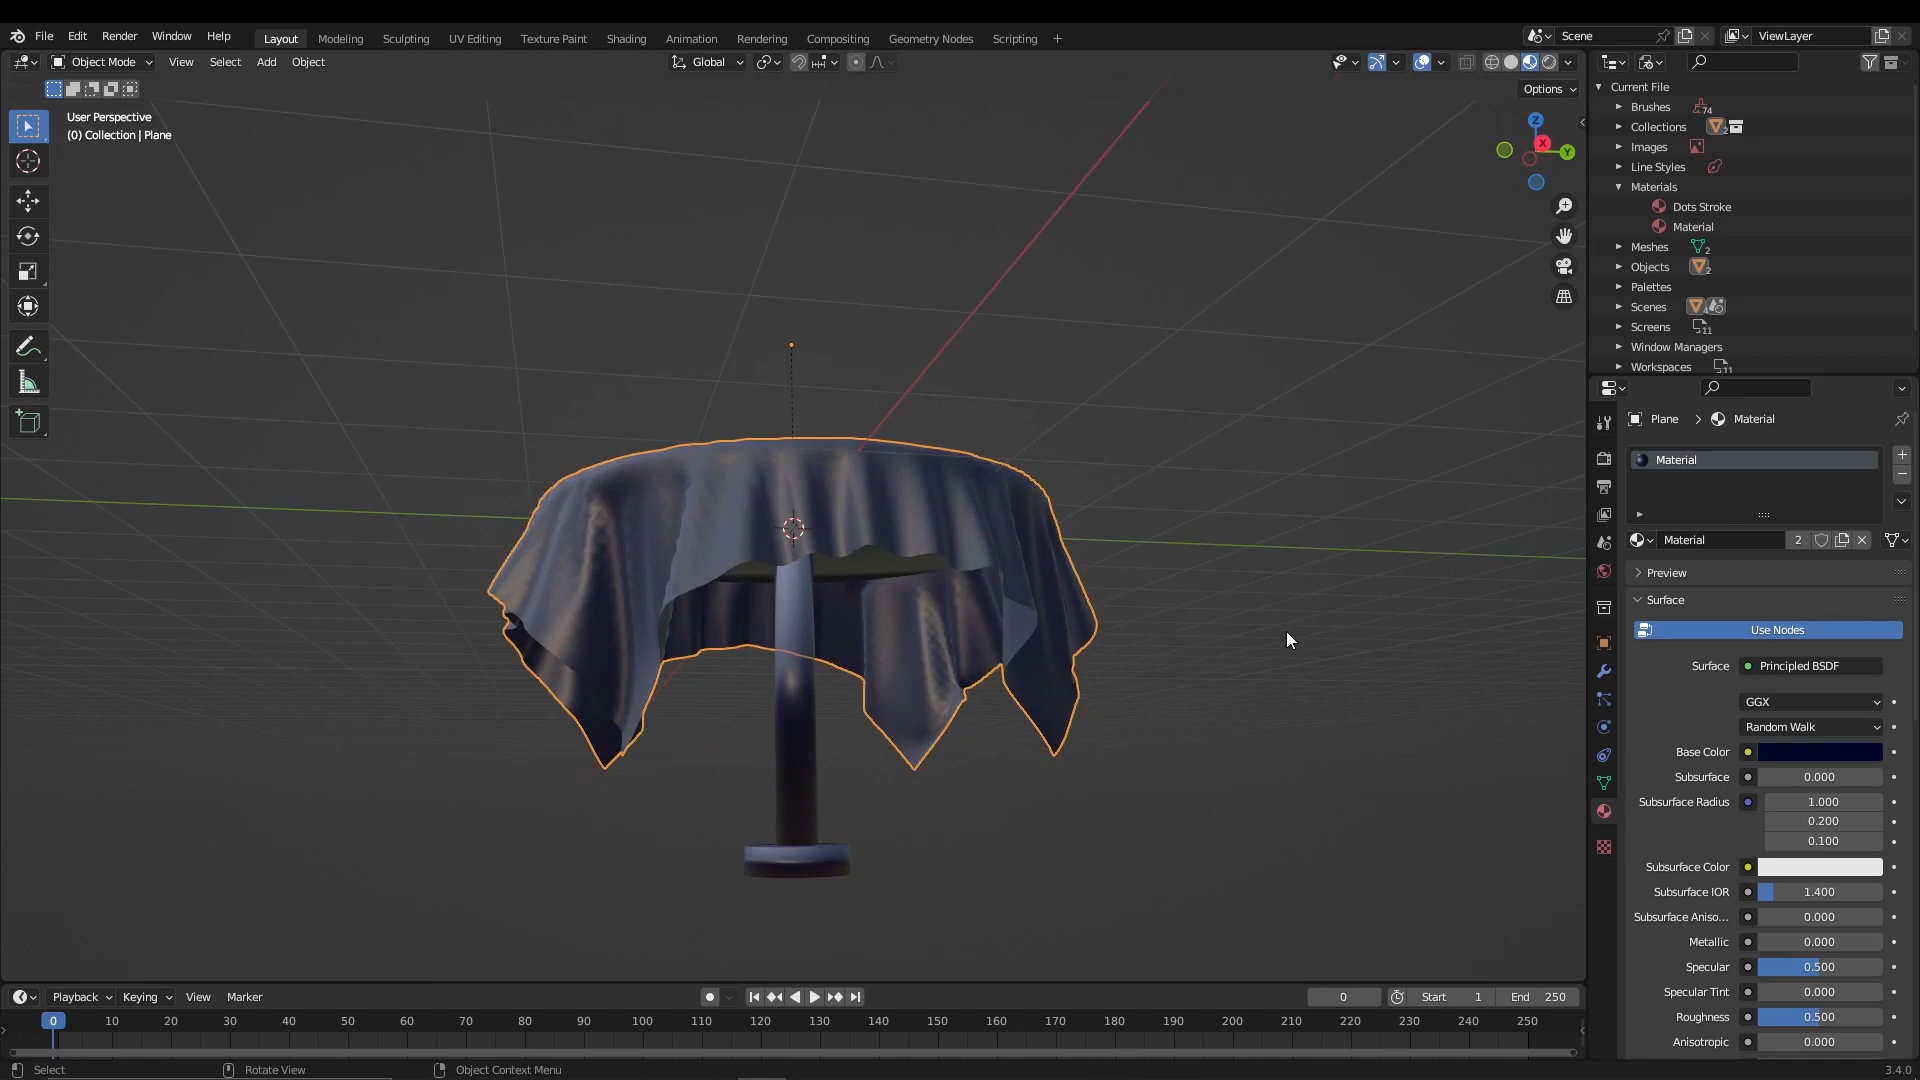 File Edit Render Window Help Layout Modeling Sculpting UV Editing Texture Paint Shading Animation Rendering Compositing Geometry Nodes Scripting + Scene ViewLayer
Object Mode View Select Add Object Global
Options
User Perspective
(0) Collection | Plane
Z
X
Y
Current File
Brushes 74
Collections 2
Images
Line Styles
Materials
Dots Stroke
Material
Meshes 2
Objects 2
Palettes
Scenes 4
Screens 11
Window Managers
Workspaces 11
Plane > Material
Material
Material 2
Preview
Surface
Use Nodes
Surface Principled BSDF
GGX
Random Walk
Base Color
Subsurface 0.000
Subsurface Radius 1.000
0.200
0.100
Subsurface Color
Subsurface IOR 1.400
Subsurface Aniso... 0.000
Metallic 0.000
Specular 0.500
Specular Tint 0.000
Roughness 0.500
Anisotropic 0.000
Playback Keying View Marker 0 Start 1 End 250
0 10 20 30 40 50 60 70 80 90 100 110 120 130 140 150 160 170 180 190 200 210 220 230 240 250
Select Rotate View Object Context Menu 3.4.0